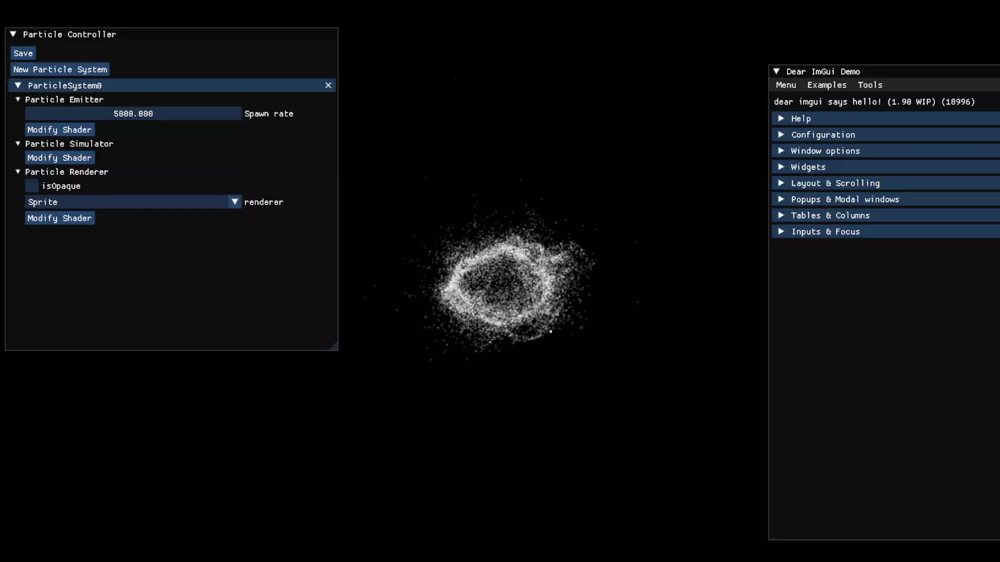 Particle Controller
Save
New Particle System
ParticleSystem0
Particle Emitter
5000.000 Spawn rate
Modify Shader
Particle Simulator
Modify Shader
Particle Renderer
isOpaque
Sprite renderer
Modify Shader
Dear ImGui Demo
Menu Examples Tools
dear imgui says hello! (1.90 WIP) (18996)
Help
Configuration
Window options
Widgets
Layout & Scrolling
Popups & Modal windows
Tables & Columns
Inputs & Focus